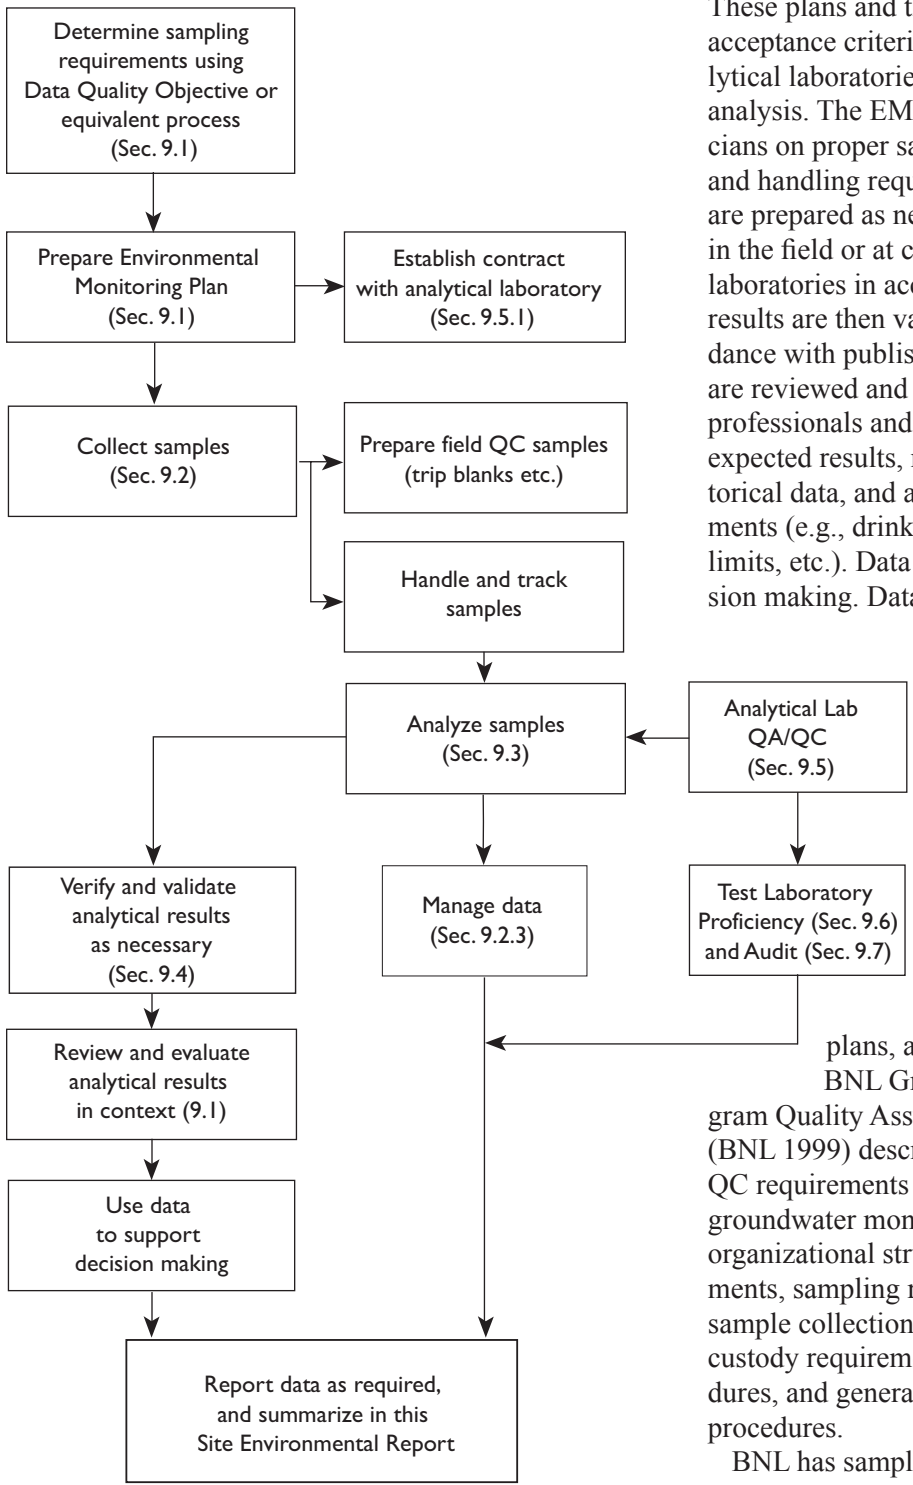 Determine sampling
requirements using
Data Quality Objective or
equivalent process
(Sec. 9.1)
Prepare Environmental
Monitoring Plan
(Sec. 9.1)
Establish contract
with analytical laboratory
(Sec. 9.5.1)
Collect samples
(Sec. 9.2)
Prepare field QC samples
(trip blanks etc.)
Handle and track
samples
Analyze samples
(Sec. 9.3)
Analytical Lab
QA/QC
(Sec. 9.5)
Verify and validate
analytical results
as necessary
(Sec. 9.4)
Manage data
(Sec. 9.2.3)
Test Laboratory
Proficiency (Sec. 9.6)
and Audit (Sec. 9.7)
Review and evaluate
analytical results
in context (9.1)
Use data
to support
decision making
Report data as required,
and summarize in this
Site Environmental Report
These plans and t
acceptance criteri
lytical laboratorie
analysis. The EM
cians on proper sa
and handling requ
are prepared as ne
in the field or at c
laboratories in acc
results are then va
dance with publis
are reviewed and
professionals and
expected results, r
torical data, and a
ments (e.g., drink
limits, etc.). Data
sion making. Data
plans, a
BNL Gr
gram Quality Ass
(BNL 1999) descr
QC requirements
groundwater mon
organizational str
ments, sampling r
sample collection
custody requirem
dures, and genera
procedures.
BNL has sampl